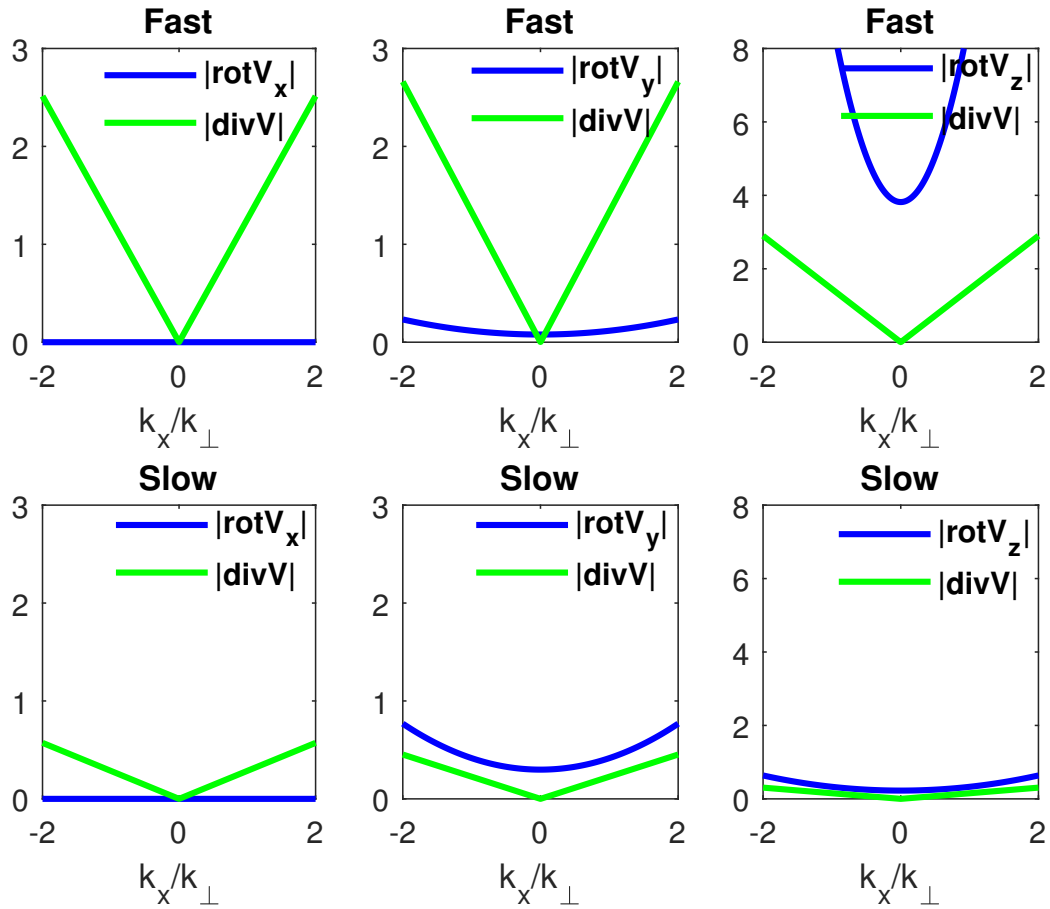 Fast
3
2
1
0
|rotV_x|
|divV|
-2 0 2
k_x/k_⊥
Fast
3
2
1
0
|rotV_y|
|divV|
-2 0 2
k_x/k_⊥
Fast
8
6
4
2
0
|rotV_z|
|divV|
-2 0 2
k_x/k_⊥
Slow
3
2
1
0
|rotV_x|
|divV|
-2 0 2
k_x/k_⊥
Slow
3
2
1
0
|rotV_y|
|divV|
-2 0 2
k_x/k_⊥
Slow
8
6
4
2
0
|rotV_z|
|divV|
-2 0 2
k_x/k_⊥